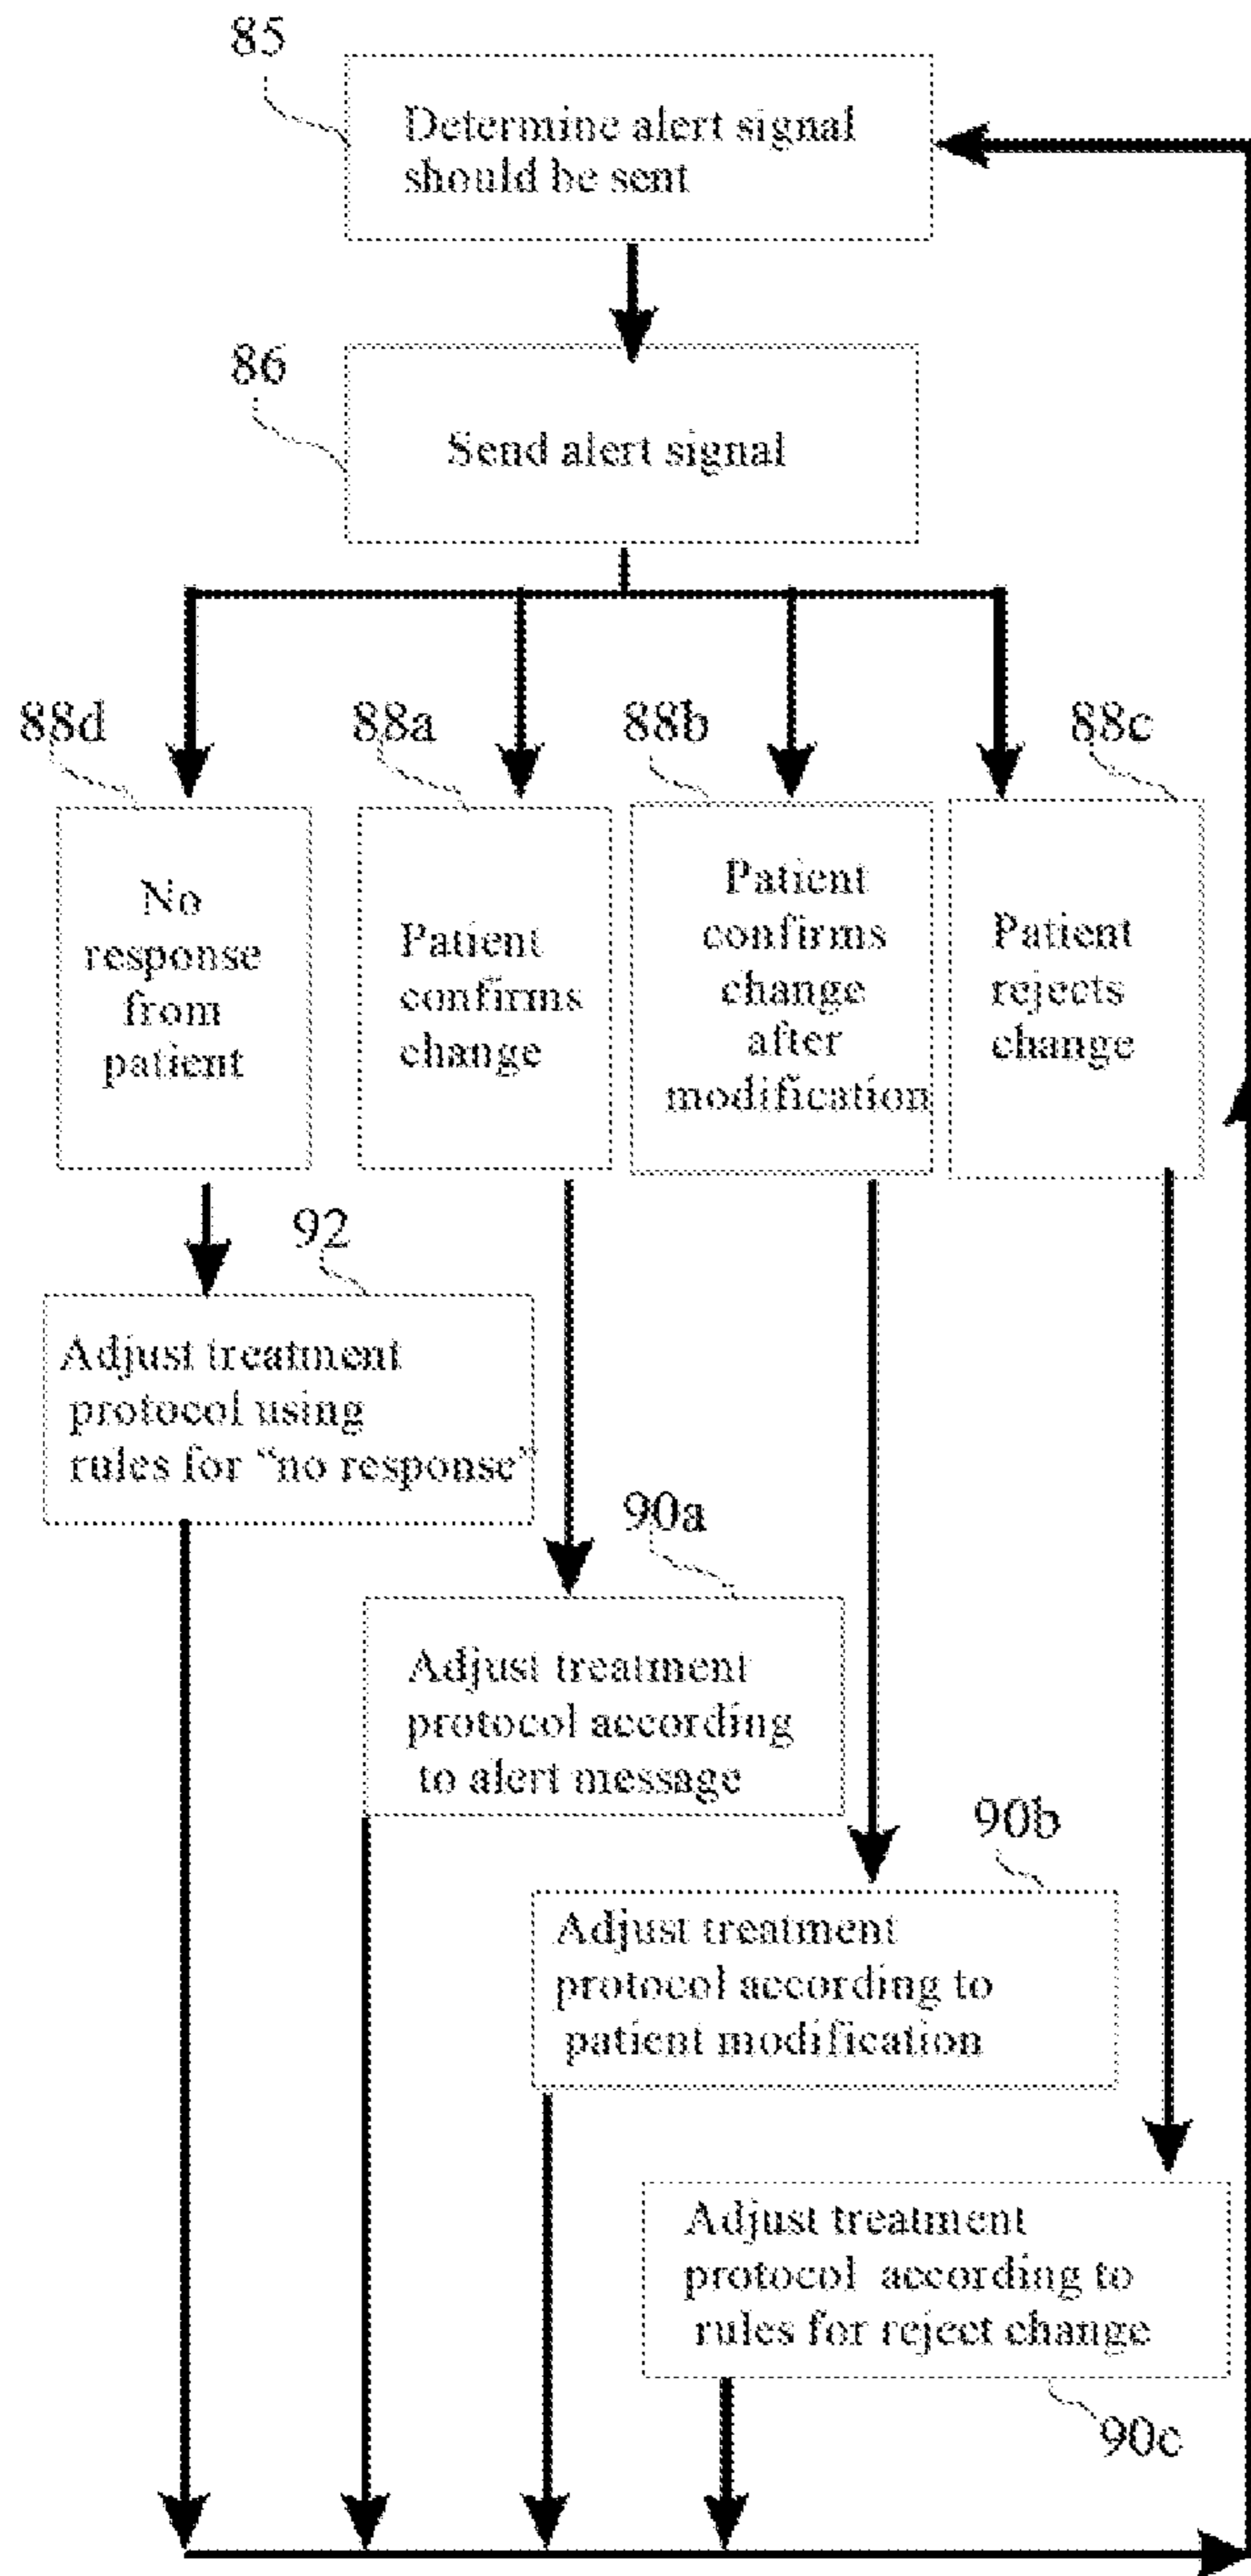 85
Determine alert signal
should be sent
86
Send alert signal
88d
88a
88b
88c
No
response
from
patient
Patient
confirms
change
Patient
confirms
change
after
modification
Patient
rejects
change
92
Adjust treatment
protocol using
rules for “no response”
90a
Adjust treatment
protocol according
to alert message
90b
Adjust treatment
protocol according to
patient modification
Adjust treatment
protocol according to
rules for reject change
90c